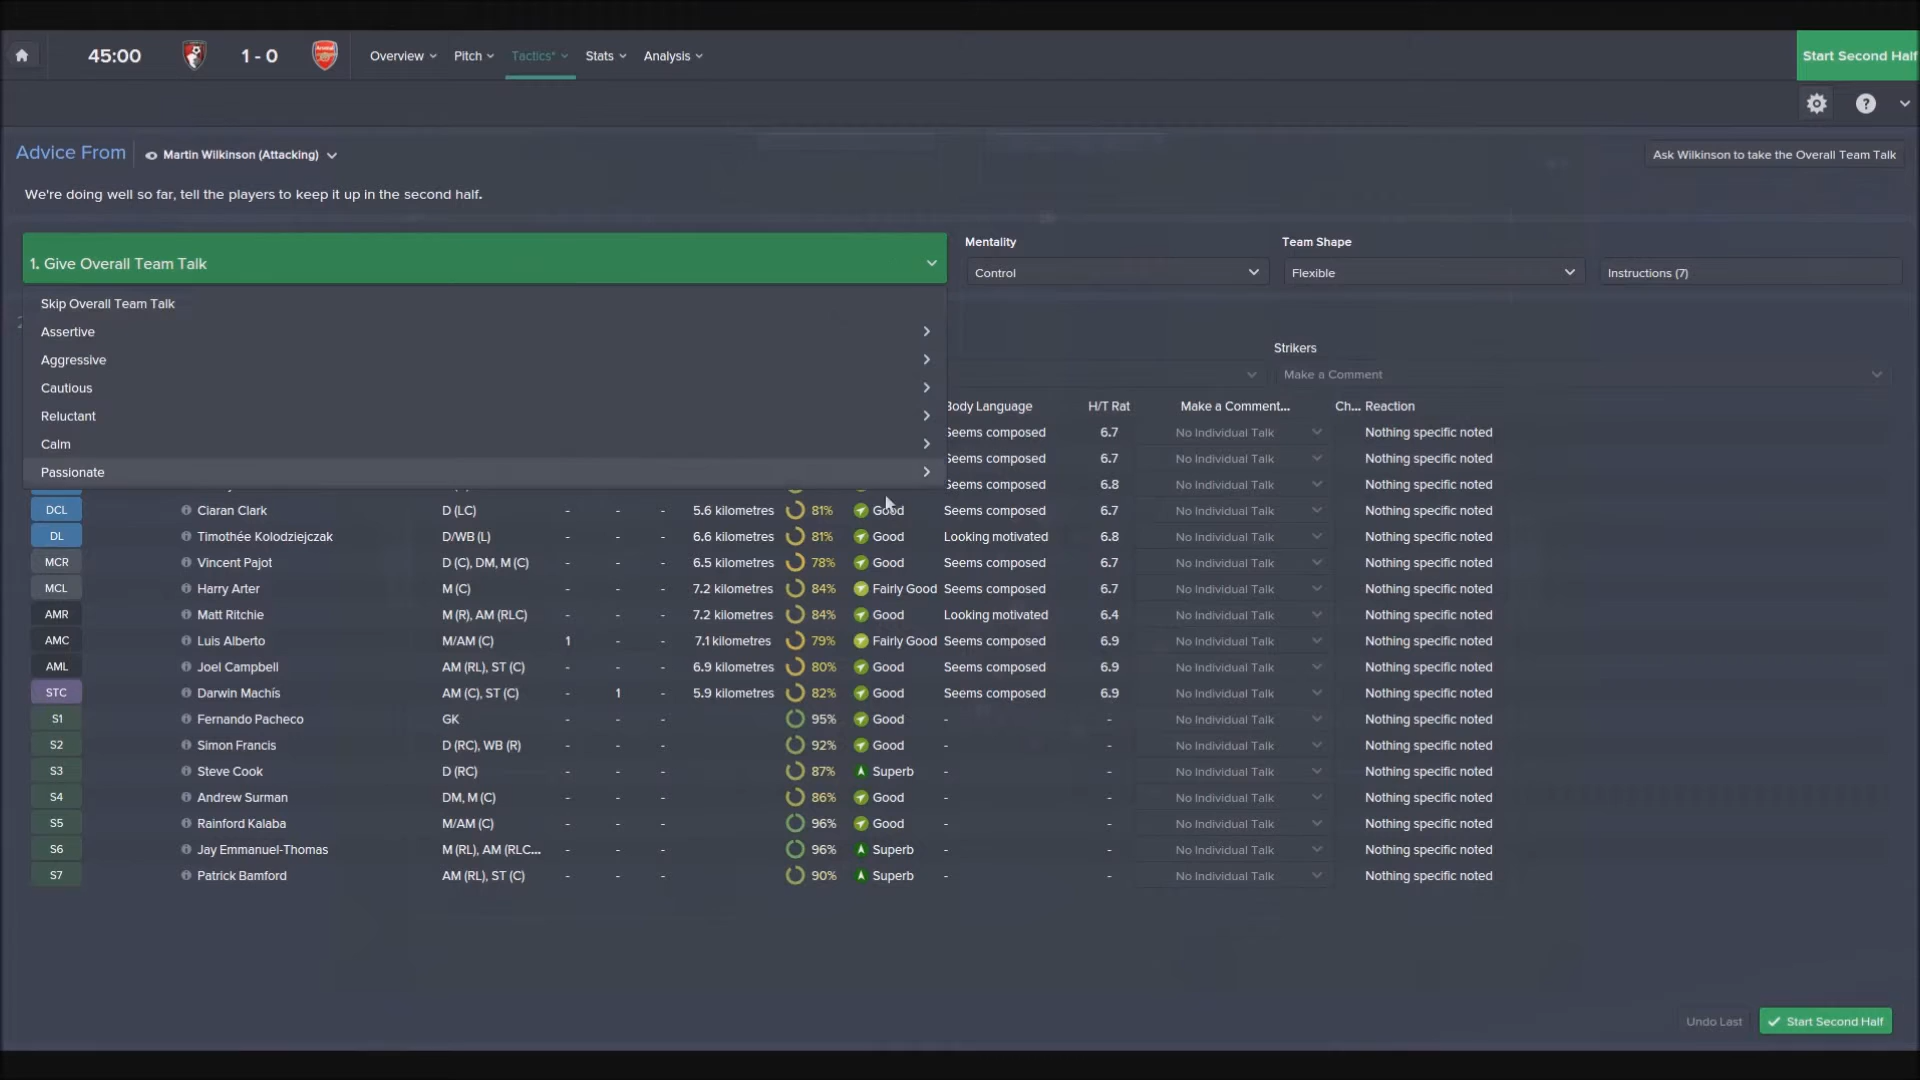 45:00 1 - 0 Overview Pitch Tactics* Stats Analysis Start Second Half
Advice From Martin Wilkinson (Attacking) Ask Wilkinson to take the Overall Team Talk
We're doing well so far, tell the players to keep it up in the second half.
Mentality Team Shape
1. Give Overall Team Talk Control Flexible Instructions (7)
Skip Overall Team Talk
Assertive
Strikers
Aggressive
Make a Comment
Cautious
Body Language H/T Rat Make a Comment... Ch... Reaction
Reluctant
Seems composed 6.7 No Individual Talk Nothing specific noted
Calm
Seems composed 6.7 No Individual Talk Nothing specific noted
Passionate
Seems composed 6.8 No Individual Talk Nothing specific noted
DCL Ciaran Clark D (LC) - - - 5.6 kilometres 81% Good Seems composed 6.7 No Individual Talk Nothing specific noted
DL Timothée Kolodziejczak D/WB (L) - - - 6.6 kilometres 81% Good Looking motivated 6.8 No Individual Talk Nothing specific noted
MCR Vincent Pajot D (C), DM, M (C) - - - 6.5 kilometres 78% Good Seems composed 6.7 No Individual Talk Nothing specific noted
MCL Harry Arter M (C) - - - 7.2 kilometres 84% Fairly Good Seems composed 6.7 No Individual Talk Nothing specific noted
AMR Matt Ritchie M (R), AM (RLC) - - - 7.2 kilometres 84% Good Looking motivated 6.4 No Individual Talk Nothing specific noted
AMC Luis Alberto M/AM (C) 1 - - 7.1 kilometres 79% Fairly Good Seems composed 6.9 No Individual Talk Nothing specific noted
AML Joel Campbell AM (RL), ST (C) - - - 6.9 kilometres 80% Good Seems composed 6.9 No Individual Talk Nothing specific noted
STC Darwin Machís AM (C), ST (C) - 1 - 5.9 kilometres 82% Good Seems composed 6.9 No Individual Talk Nothing specific noted
S1 Fernando Pacheco GK - - - 95% Good - - No Individual Talk Nothing specific noted
S2 Simon Francis D (RC), WB (R) - - - 92% Good - - No Individual Talk Nothing specific noted
S3 Steve Cook D (RC) - - - 87% Superb - - No Individual Talk Nothing specific noted
S4 Andrew Surman DM, M (C) - - - 86% Good - - No Individual Talk Nothing specific noted
S5 Rainford Kalaba M/AM (C) - - - 96% Good - - No Individual Talk Nothing specific noted
S6 Jay Emmanuel-Thomas M (RL), AM (RLC... - - - 96% Superb - - No Individual Talk Nothing specific noted
S7 Patrick Bamford AM (RL), ST (C) - - - 90% Superb - - No Individual Talk Nothing specific noted
Undo Last Start Second Half